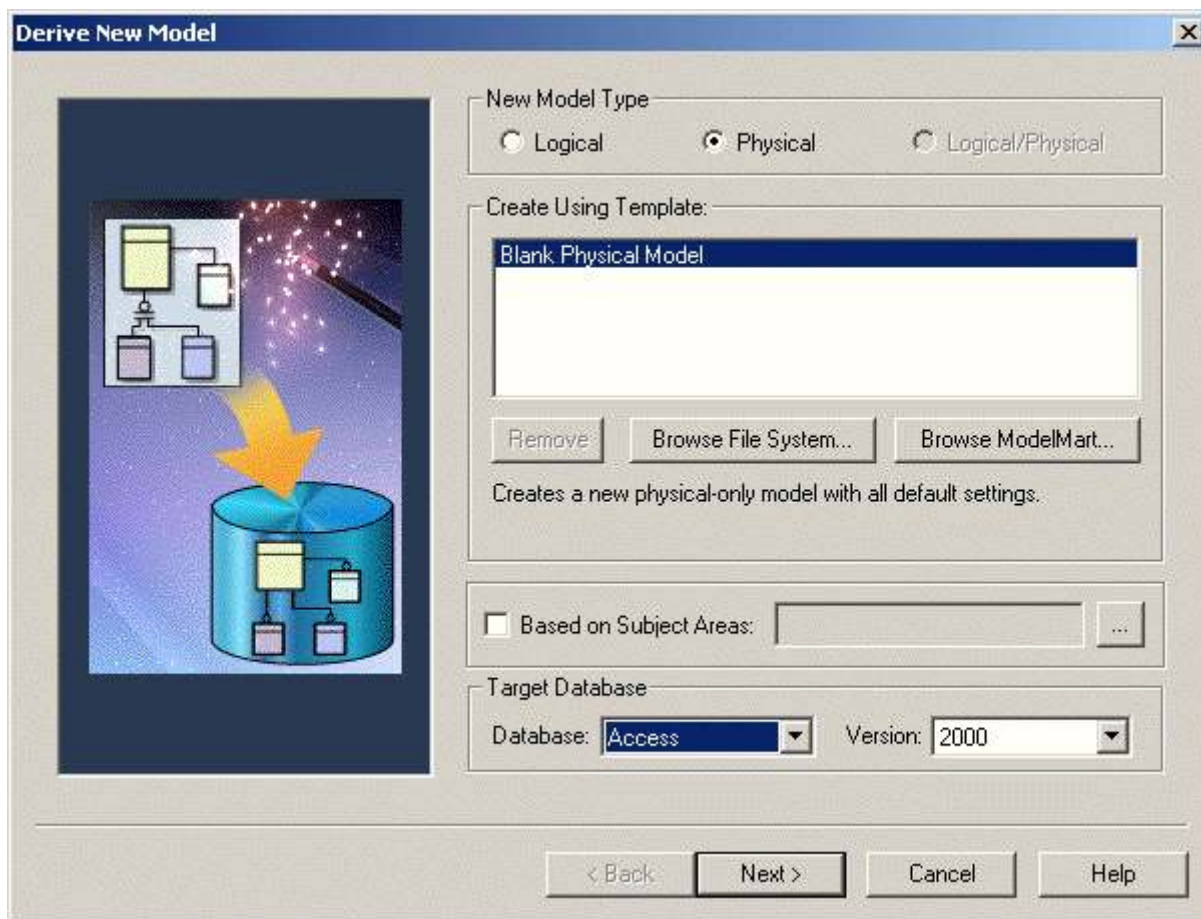 Derive New Model
New Model Type
Logical
Physical
Logical/Physical
Create Using Template:
Blank Physical Model
Remove
Browse File System...
Browse ModelMart...
Creates a new physical-only model with all default settings.
Based on Subject Areas:
...
Target Database
Database: Access
Version: 2000
< Back
Next >
Cancel
Help